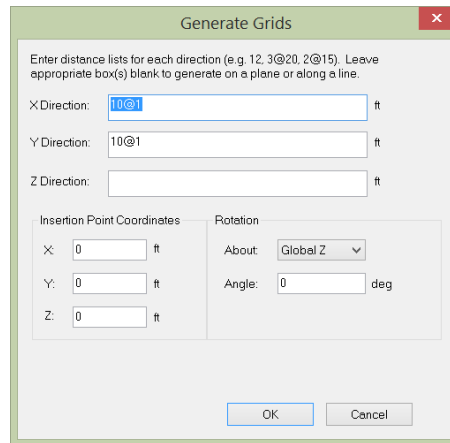 Generate Grids
Enter distance lists for each direction (e.g. 12, 3@20, 2@15). Leave
appropriate box(s) blank to generate on a plane or along a line.
X Direction: 10@1 ft
Y Direction: 10@1 ft
Z Direction: ft
Insertion Point Coordinates Rotation
X: 0 ft About: Global Z
Y: 0 ft Angle: 0 deg
Z: 0 ft
OK Cancel